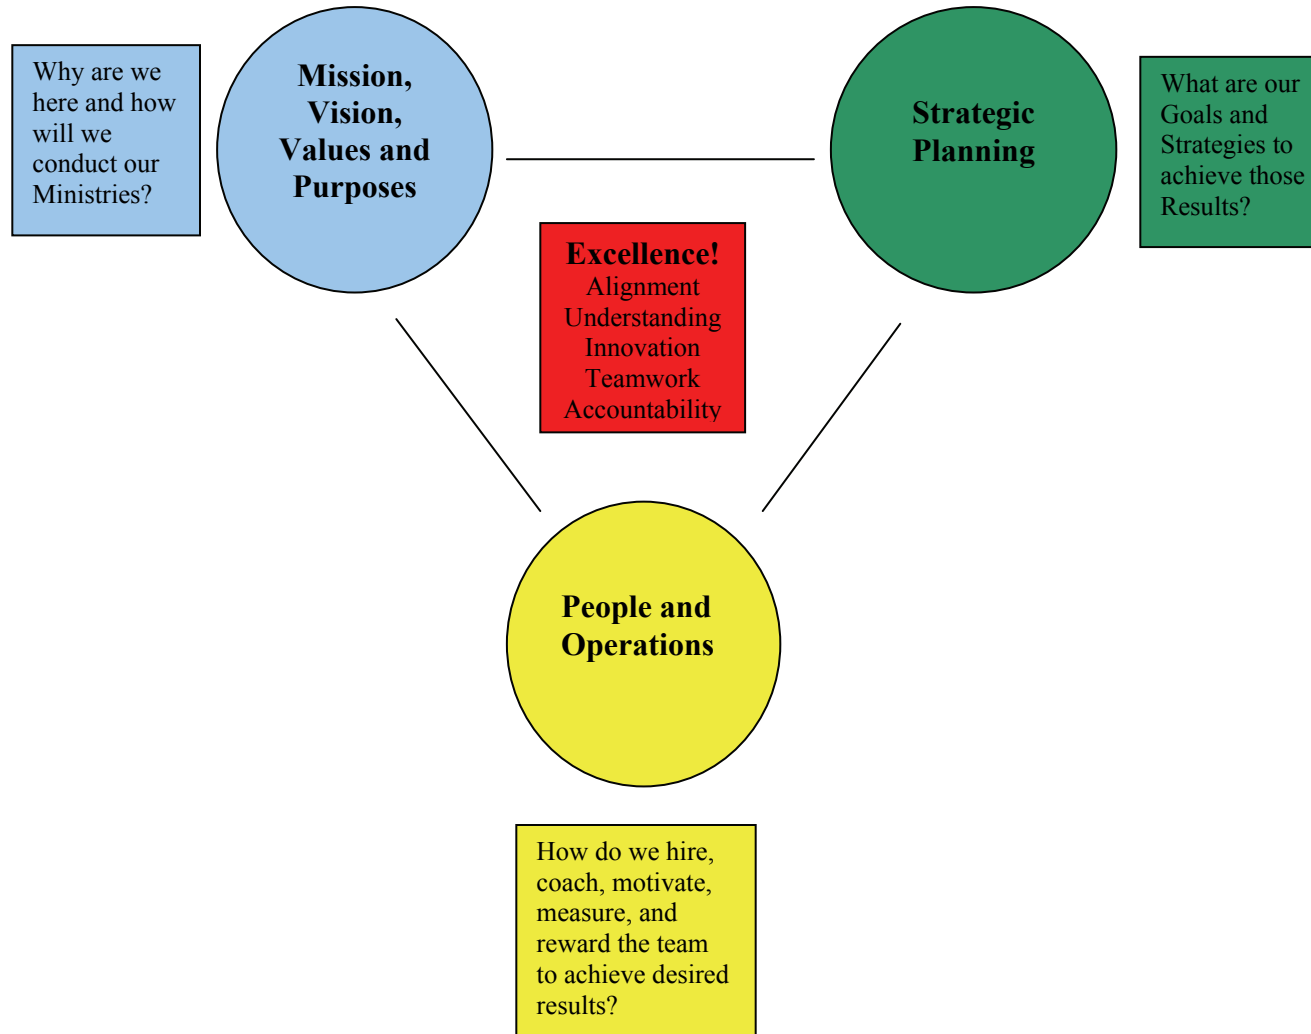 Why are we
here and how
will we
conduct our
Ministries?
Mission,
Vision,
Values and
Purposes
Strategic
Planning
What are our
Goals and
Strategies to
achieve those
Results?
Excellence!
Alignment
Understanding
Innovation
Teamwork
Accountability
People and
Operations
How do we hire,
coach, motivate,
measure, and
reward the team
to achieve desired
results?